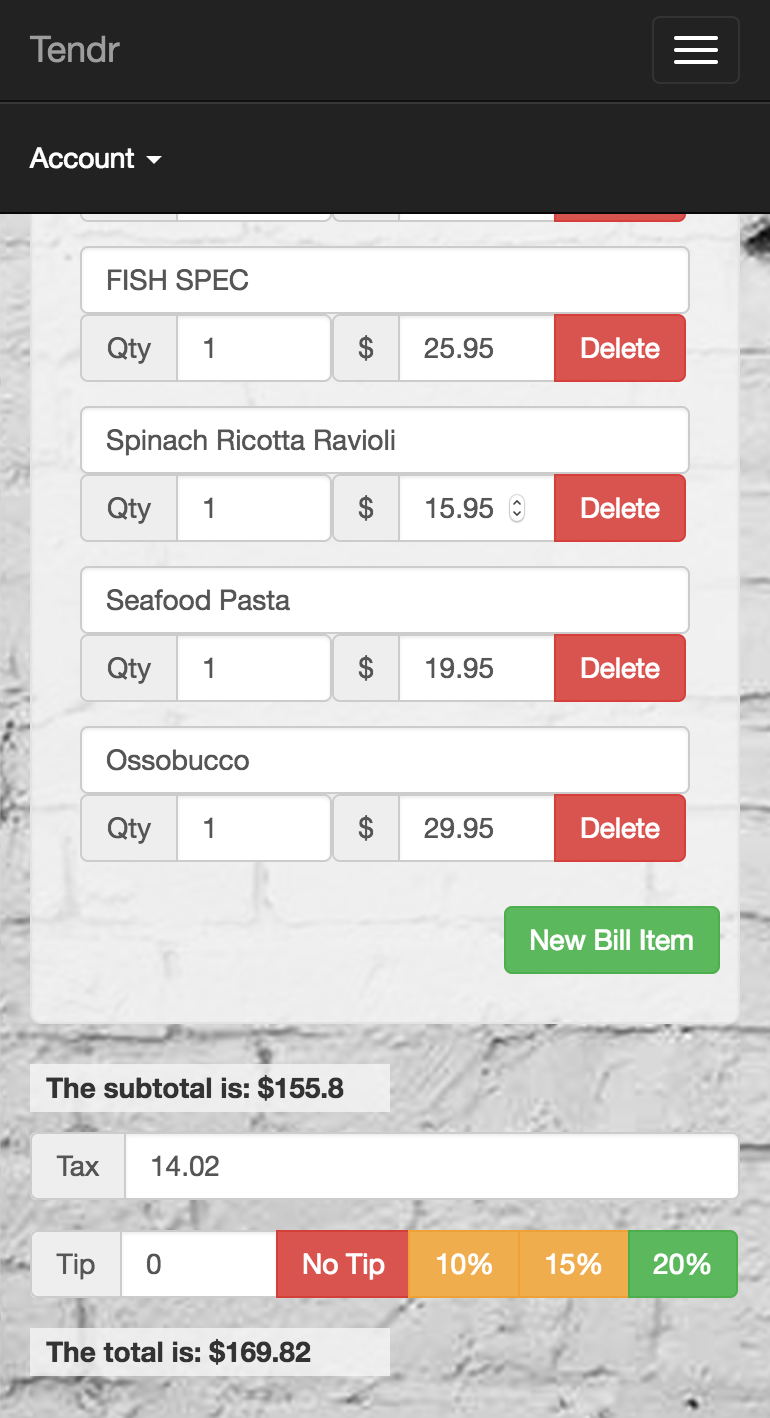 Tendr
Account
FISH SPEC
Qty 1 $ 25.95 Delete
Spinach Ricotta Ravioli
Qty 1 $ 15.95 Delete
Seafood Pasta
Qty 1 $ 19.95 Delete
Ossobucco
Qty 1 $ 29.95 Delete
New Bill Item
The subtotal is: $155.8
Tax 14.02
Tip 0 No Tip 10% 15% 20%
The total is: $169.82